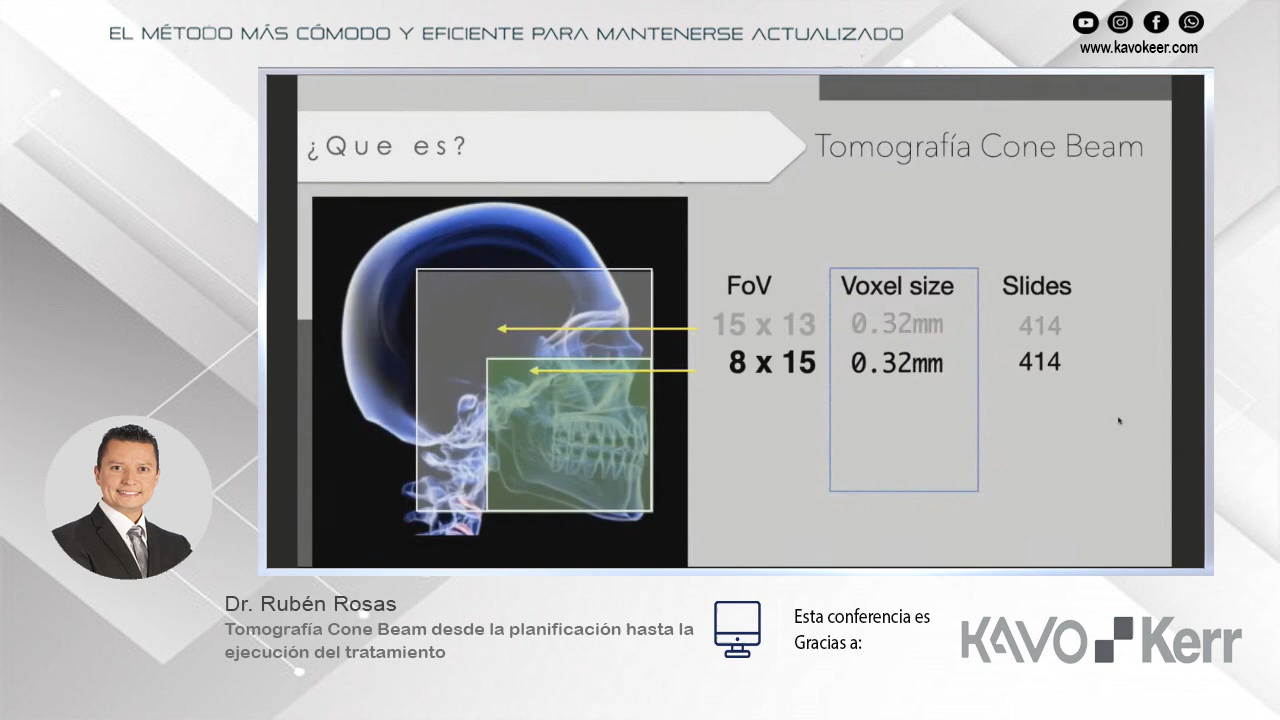 EL MÉTODO MÁS CÓMODO Y EFICIENTE PARA MANTENERSE ACTUALIZADO
www.kavokeer.com
¿Que es?
Tomografía Cone Beam
FoV Voxel size Slides
15 x 13 0.32mm 414
8 x 15 0.32mm 414
Dr. Rubén Rosas
Tomografía Cone Beam desde la planificación hasta la
ejecución del tratamiento
Esta conferencia es
Gracias a:
KAVO Kerr